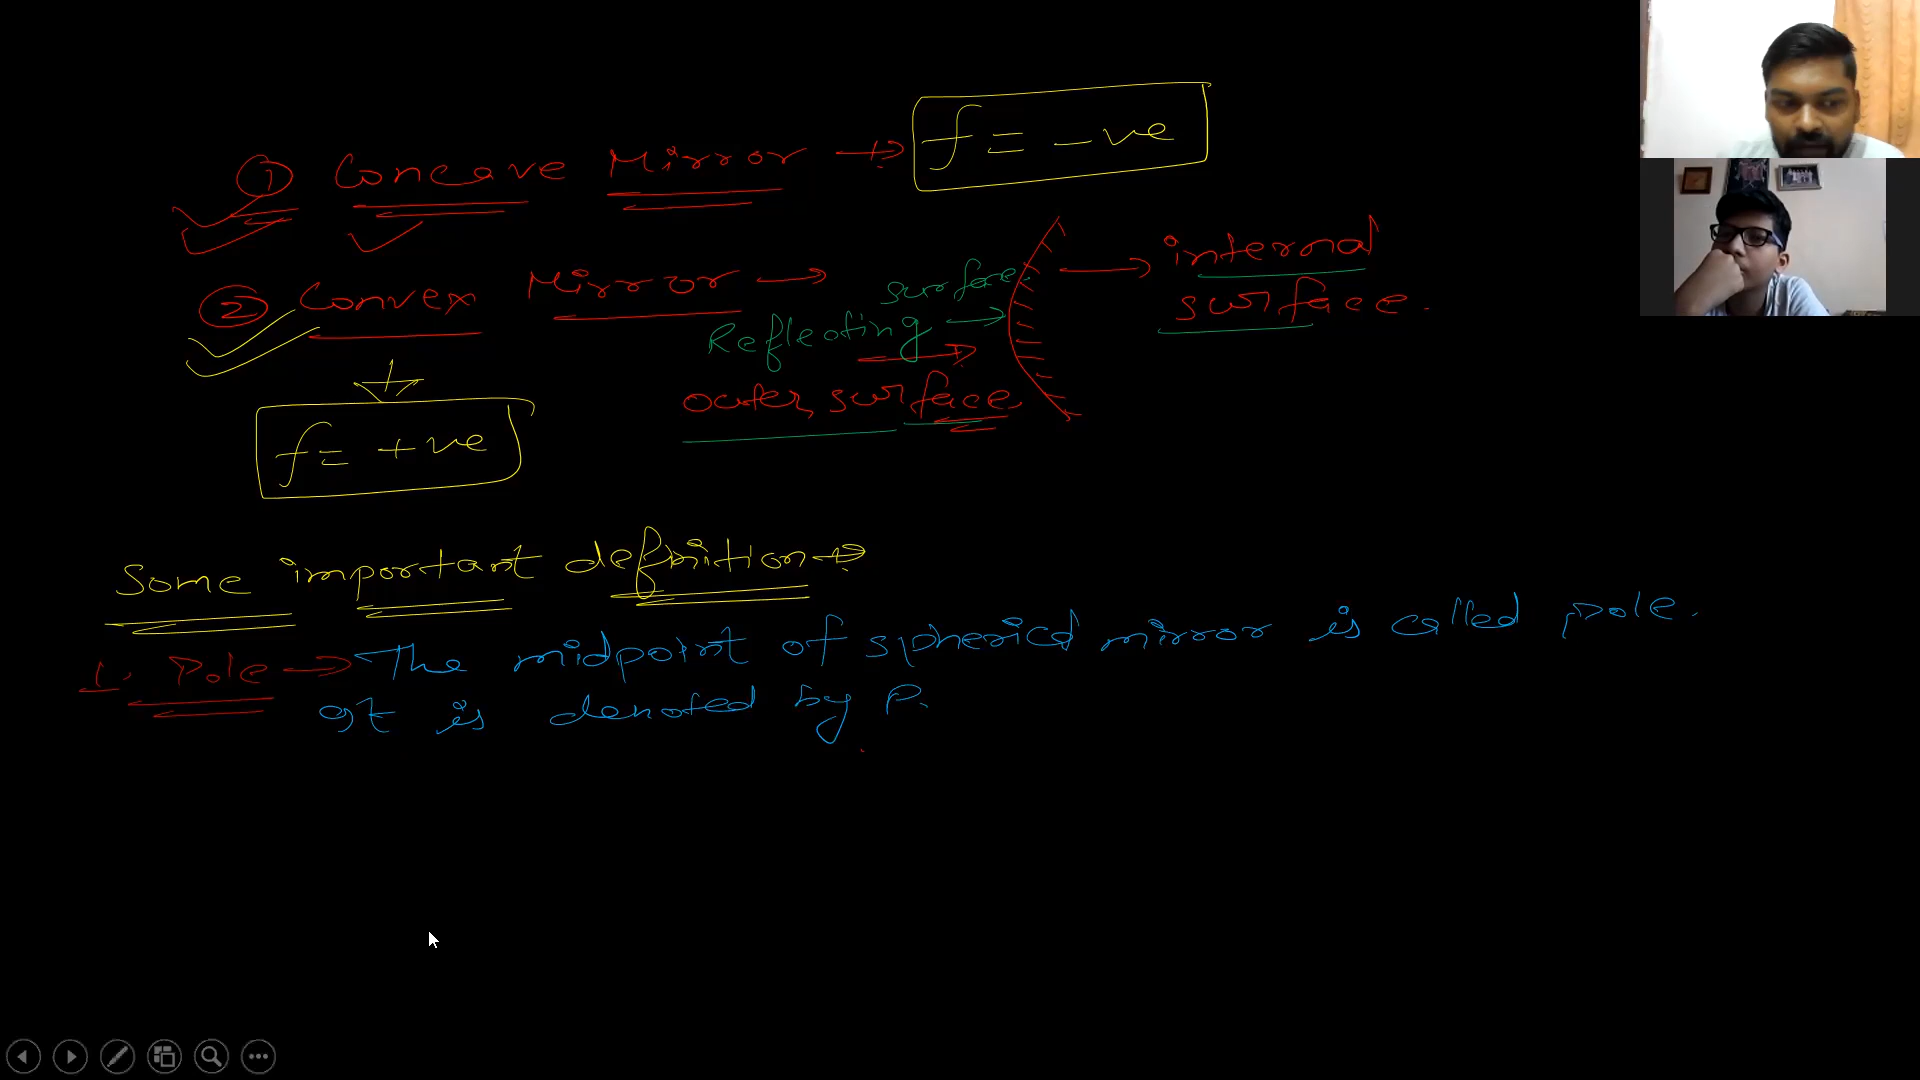 ① Concave Mirror → f = -ve
② Convex Mirror →
surface
Reflecting →
outer surface
→ internal
surface.
f = +ve
Some important definition →
1. Pole → The midpoint of spherical mirror is called pole.
It is denoted by P.